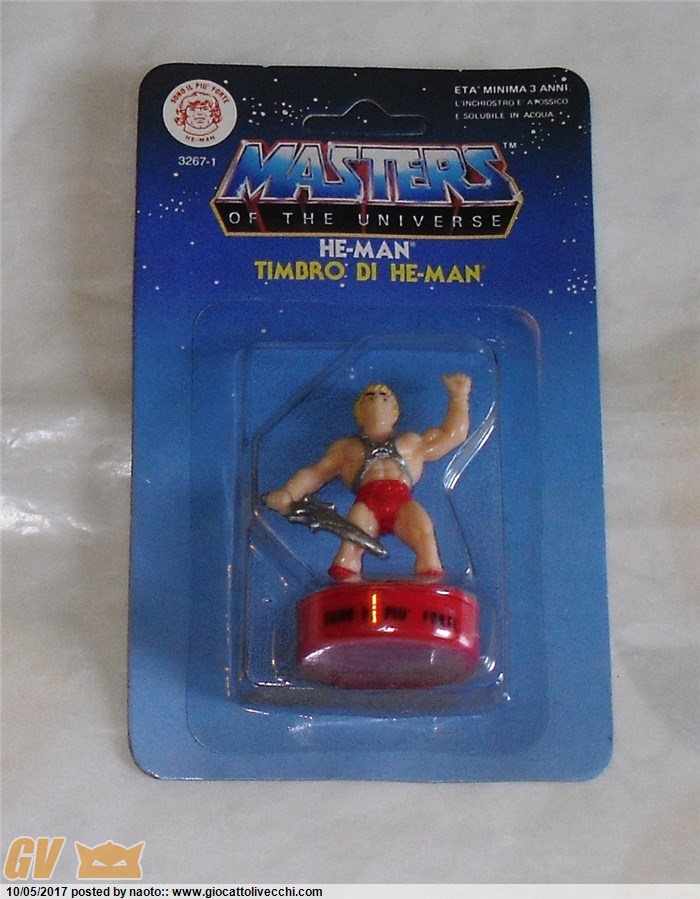 SONO IL PIU' FORTE
HE-MAN
3267-1
ETA' MINIMA 3 ANNI
L'INCHIOSTRO E' ATOSSICO
E SOLUBILE IN ACQUA
MASTERS™
OF THE UNIVERSE
HE-MAN®
TIMBRO DI HE-MAN
SONO IL PIU' FORTE
GV
10/05/2017 posted by naoto:: www.giocattolivecchi.com